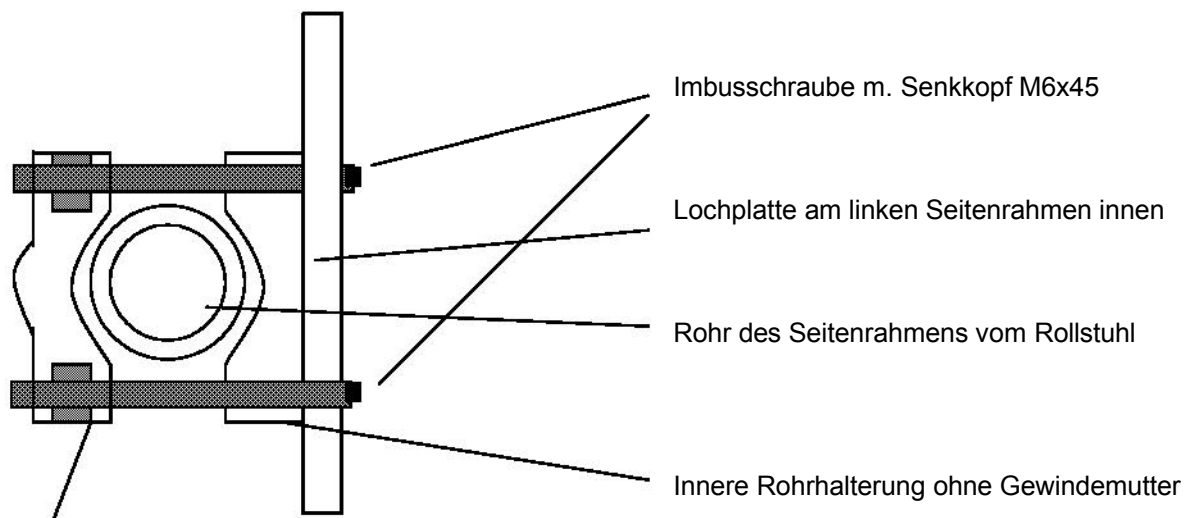 Imbusschraube m. Senkkopf M6x45
Lochplatte am linken Seitenrahmen innen
Rohr des Seitenrahmens vom Rollstuhl
Innere Rohrhalterung ohne Gewindemutter